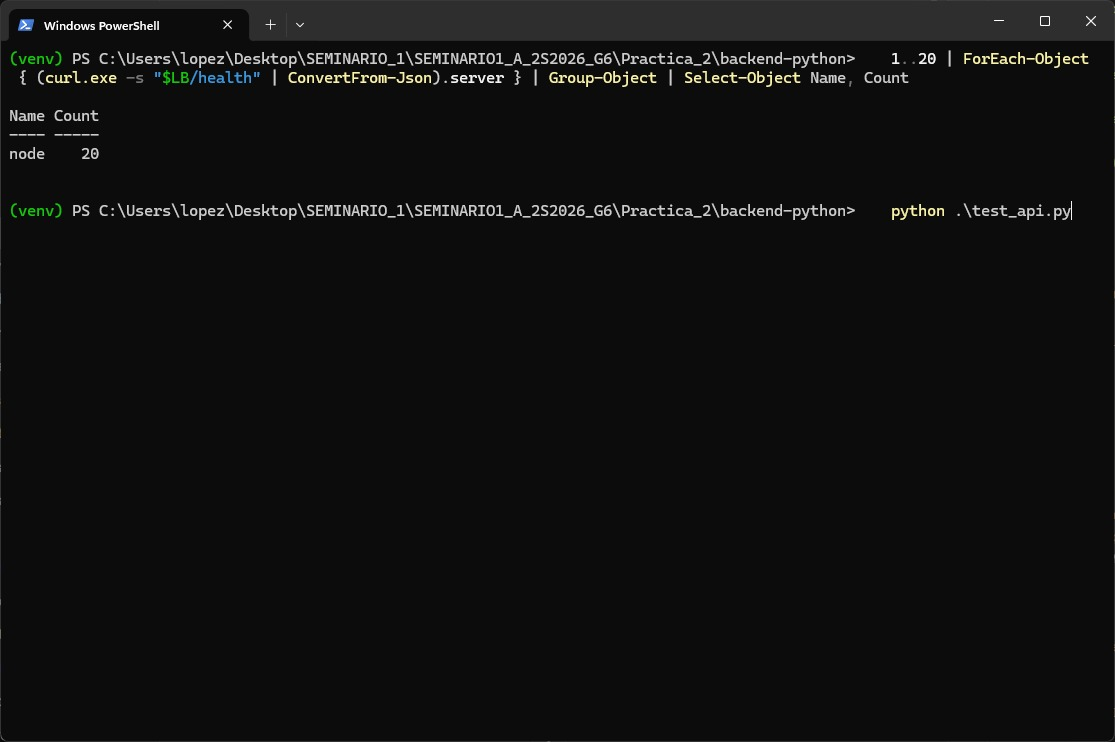 Windows PowerShell
(venv) PS C:\Users\lopez\Desktop\SEMINARIO_1\SEMINARIO1_A_2S2026_G6\Practica_2\backend-python>    1..20 | ForEach-Object
{ (curl.exe -s "$LB/health" | ConvertFrom-Json).server } | Group-Object | Select-Object Name, Count
Name Count
---- -----
node    20
(venv) PS C:\Users\lopez\Desktop\SEMINARIO_1\SEMINARIO1_A_2S2026_G6\Practica_2\backend-python>    python .\test_api.py